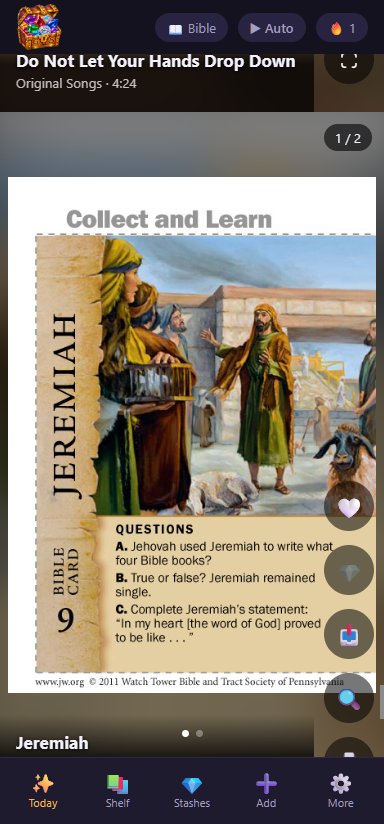 Bible
Auto
1
Do Not Let Your Hands Drop Down
Original Songs · 4:24
1 / 2
Collect and Learn
JEREMIAH
BIBLE
CARD
9
QUESTIONS
A. Jehovah used Jeremiah to write what
four Bible books?
B. True or false? Jeremiah remained
single.
C. Complete Jeremiah's statement:
“In my heart [the word of God] proved
to be like . . .”
www.jw.org © 2011 Watch Tower Bible and Tract Society of Pennsylvania
Jeremiah
Today
Shelf
Stashes
Add
More